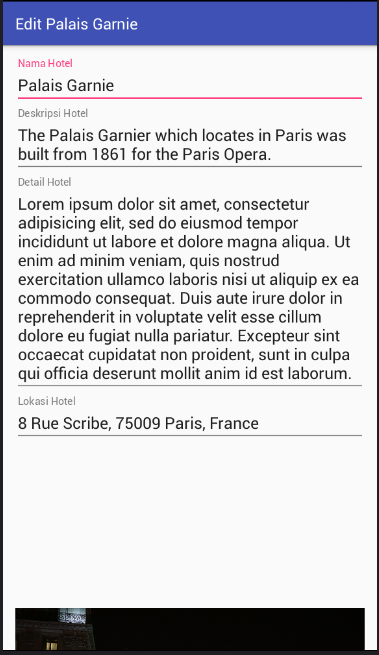 Edit Palais Garnie
Nama Hotel
Palais Garnie
Deskripsi Hotel
The Palais Garnier which locates in Paris was
built from 1861 for the Paris Opera.
Detail Hotel
Lorem ipsum dolor sit amet, consectetur
adipisicing elit, sed do eiusmod tempor
incididunt ut labore et dolore magna aliqua. Ut
enim ad minim veniam, quis nostrud
exercitation ullamco laboris nisi ut aliquip ex ea
commodo consequat. Duis aute irure dolor in
reprehenderit in voluptate velit esse cillum
dolore eu fugiat nulla pariatur. Excepteur sint
occaecat cupidatat non proident, sunt in culpa
qui officia deserunt mollit anim id est laborum.
Lokasi Hotel
8 Rue Scribe, 75009 Paris, France